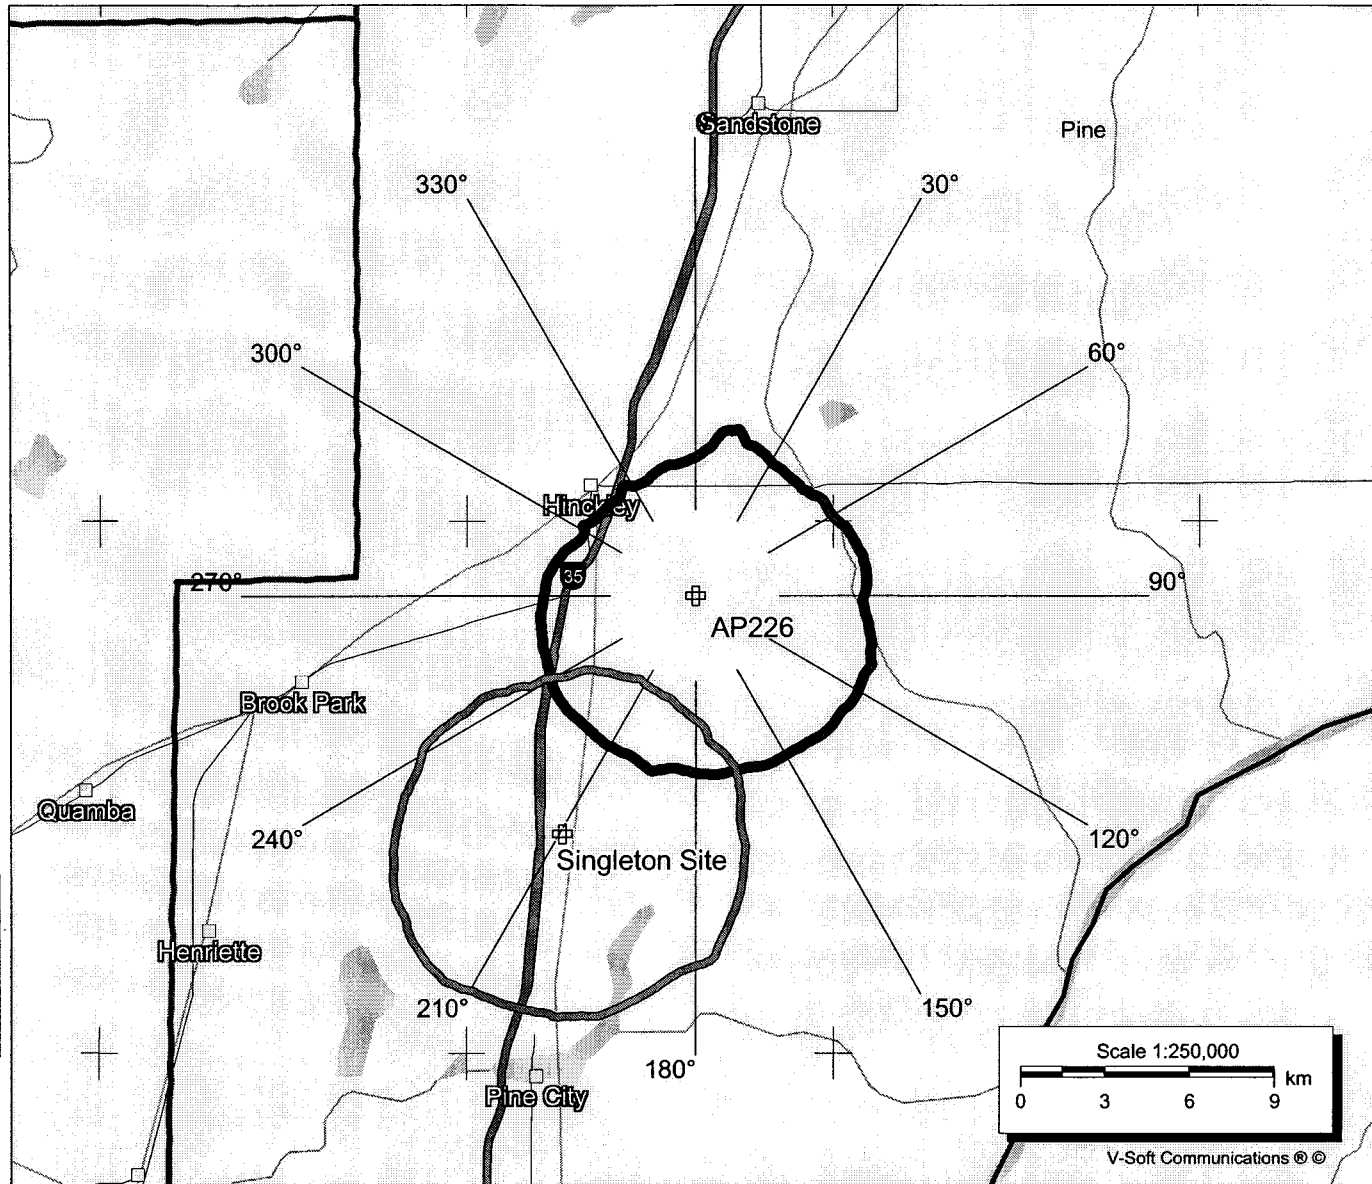 Sandstone
Pine
330°
30°
300°
60°
Hinckley
35
270°
90°
AP226
Brook Park
Quamba
240°
120°
Singleton Site
Henriette
210°
150°
180°
Pine City
Scale 1:250,000
km
0 3 6 9
V-Soft Communications ® ©